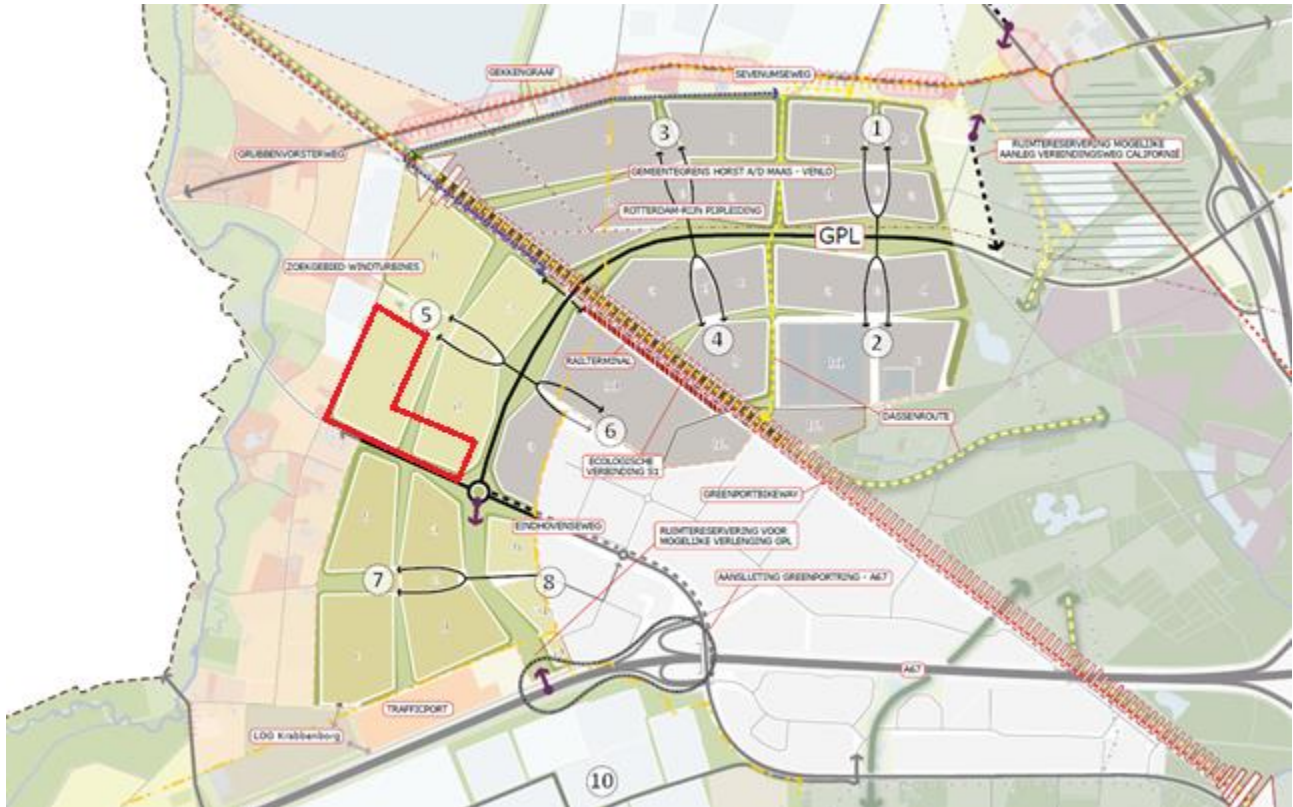 GEKKENGRAAF
SEVENUMSEWEG
3
1
GRUBBENVORSTERWEG
RUIMTERESERVERING MOGELIJKE
AANLEG VERBINDINGSWEG CALIFORNIË
GEMEENTEGRENS HORST A/D MAAS - VENLO
ROTTERDAM-RIJN PIJPLEIDING
GPL
ZOEKGEBIED WINDTURBINES
5
4
2
RAILTERMINAL
6
DASSENROUTE
ECOLOGISCHE
VERBINDING S1
GREENPORTBIKEWAY
EINDHOVENSEWEG
RUIMTERESERVERING VOOR
MOGELIJKE VERLENGING GPL
7
8
AANSLUITING GREENPORTRING - A67
A67
TRAFFICPORT
LOG Krabbenborg
10